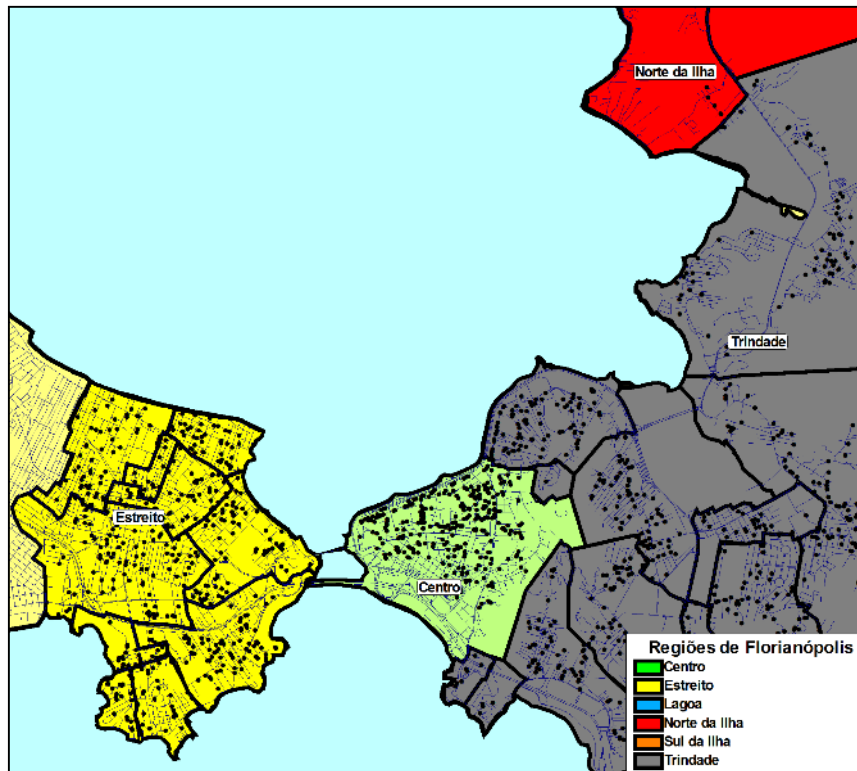 Norte da Ilha
Trindade
Estreito
Centro
Regiões de Florianópolis
Centro
Estreito
Lagoa
Norte da Ilha
Sul da Ilha
Trindade